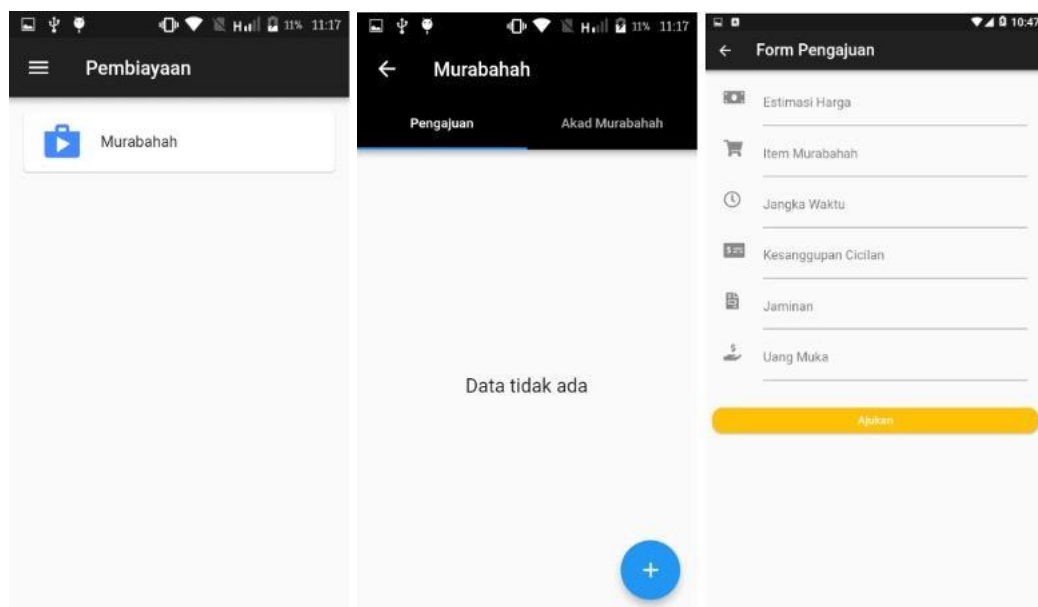 H 11% 11:17
Pembiayaan
Murabahah
H 11% 11:17
Murabahah
Pengajuan Akad Murabahah
Data tidak ada
+
10:47
Form Pengajuan
Estimasi Harga
Item Murabahah
Jangka Waktu
Kesanggupan Cicilan
Jaminan
Uang Muka
Ajukan